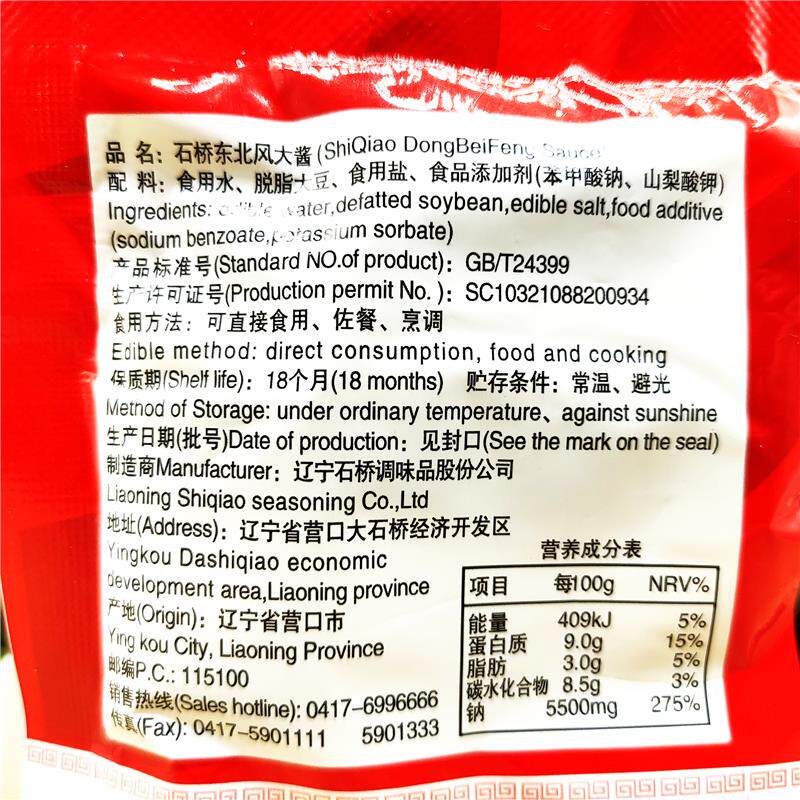 品 名：石桥东北风大酱(ShiQiao DongBeiFeng Sauce
配 料：食用水、脱脂大豆、食用盐、食品添加剂(苯甲酸钠、山梨酸钾)
Ingredients: edible water,defatted soybean,edible salt,food additive
(sodium benzoate,potassium sorbate)
产品标准号(Standard NO.of product)：GB/T24399
生产许可证号(Production permit No.)：SC10321088200934
食用方法：可直接食用、佐餐、烹调
Edible method: direct consumption, food and cooking
保质期(Shelf life)：18个月(18 months) 贮存条件：常温、避光
Method of Storage: under ordinary temperature、against sunshine
生产日期(批号)Date of production：见封口(See the mark on the seal)
制造商Manufacturer：辽宁石桥调味品股份公司
Liaoning Shiqiao seasoning Co.,Ltd
地址(Address)：辽宁省营口大石桥经济开发区
Yingkou Dashiqiao economic
development area,Liaoning province
产地(Origin)：辽宁省营口市
Ying kou City, Liaoning Province
邮编P.C.: 115100
销售热线(Sales hotline): 0417-6996666
传真(Fax): 0417-5901111 5901333
营养成分表
项目 每100g NRV%
能量 409kJ 5%
蛋白质 9.0g 15%
脂肪 3.0g 5%
碳水化合物 8.5g 3%
钠 5500mg 275%